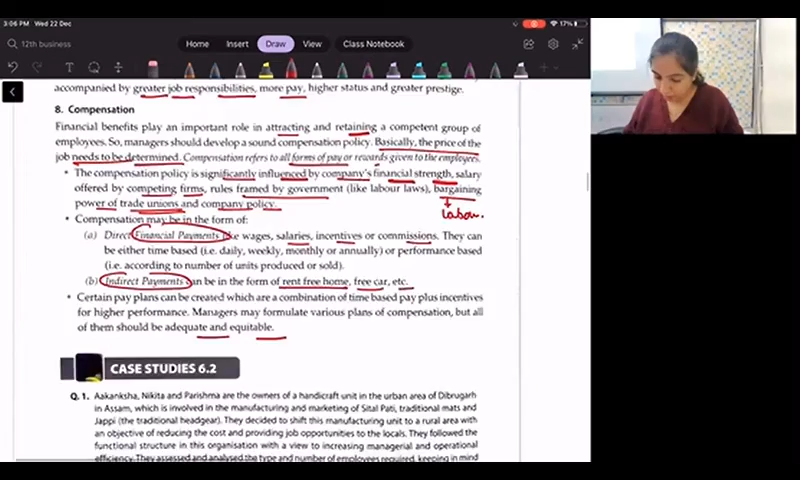 3:06 PM Wed 22 Dec
17%
12th business
Home Insert Draw View Class Notebook
accompanied by greater job responsibilities, more pay, higher status and greater prestige.
8. Compensation
Financial benefits play an important role in attracting and retaining a competent group of
employees. So, managers should develop a sound compensation policy. Basically, the price of the
job needs to be determined. Compensation refers to all forms of pay or rewards given to the employees.
• The compensation policy is significantly influenced by company's financial strength, salary
offered by competing firms, rules framed by government (like labour laws), bargaining
power of trade unions and company policy.
labour.
• Compensation may be in the form of:
(a) Direct Financial Payments like wages, salaries, incentives or commissions. They can
be either time based (i.e. daily, weekly, monthly or annually) or performance based
(i.e. according to number of units produced or sold).
(b) Indirect Payments can be in the form of rent free home, free car, etc.
• Certain pay plans can be created which are a combination of time based pay plus incentives
for higher performance. Managers may formulate various plans of compensation, but all
of them should be adequate and equitable.
CASE STUDIES 6.2
Q. 1. Aakanksha, Nikita and Parishma are the owners of a handicraft unit in the urban area of Dibrugarh
in Assam, which is involved in the manufacturing and marketing of Sital Pati, traditional mats and
Jappi (the traditional headgear). They decided to shift this manufacturing unit to a rural area with
an objective of reducing the cost and providing job opportunities to the locals. They followed the
functional structure in this organisation with a view to increasing managerial and operational
efficiency. They assessed and analysed the type and number of employees required, keeping in mind